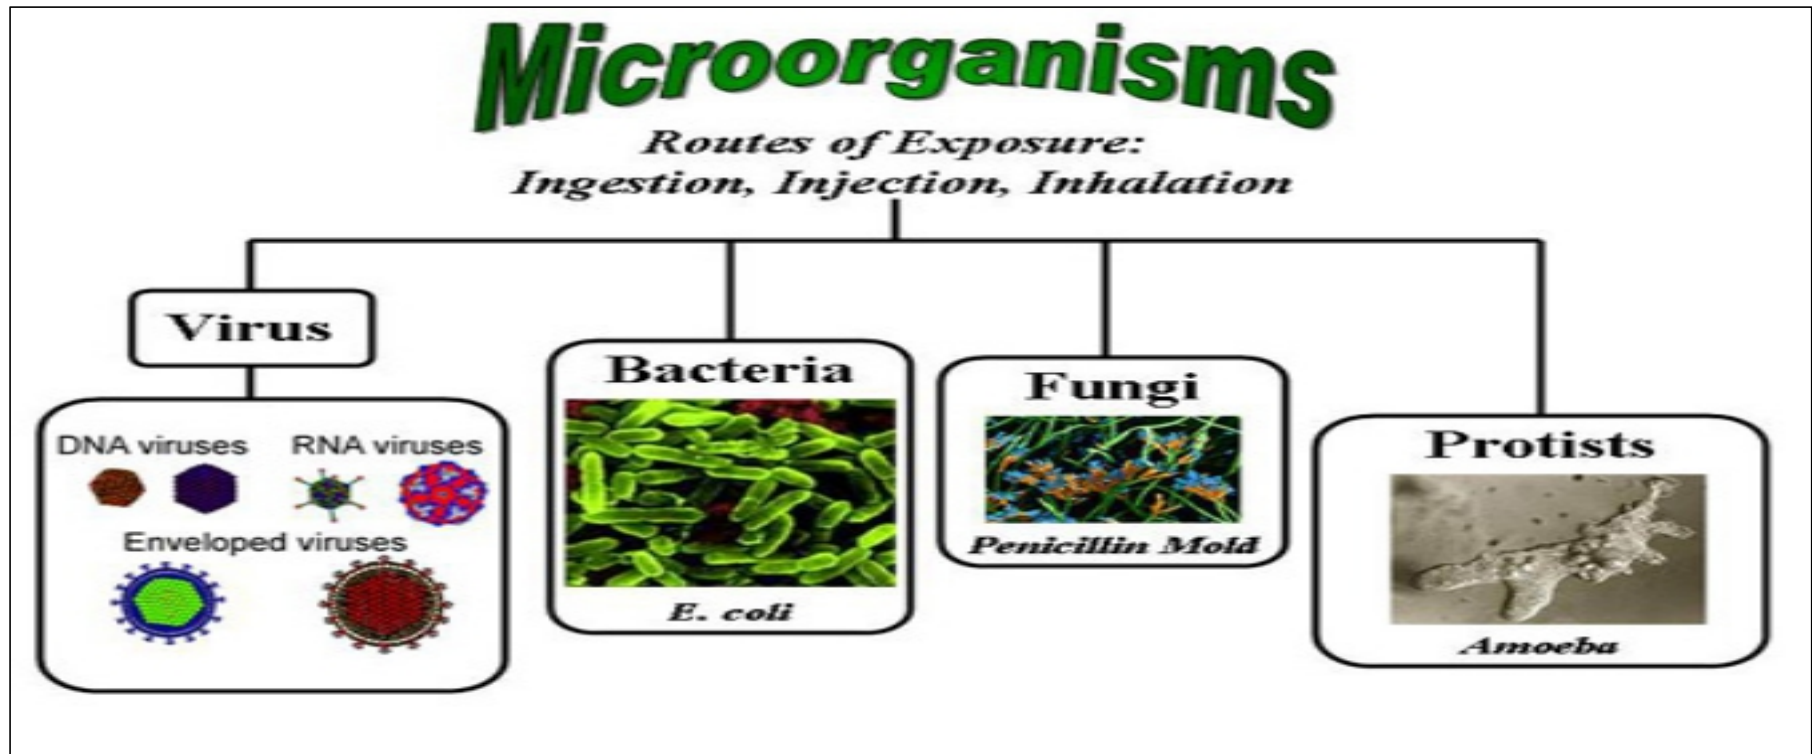 Microorganisms
Routes of Exposure:
Ingestion, Injection, Inhalation
Virus
DNA viruses
RNA viruses
Enveloped viruses
Bacteria
E. coli
Fungi
Penicillin Mold
Protists
Amoeba